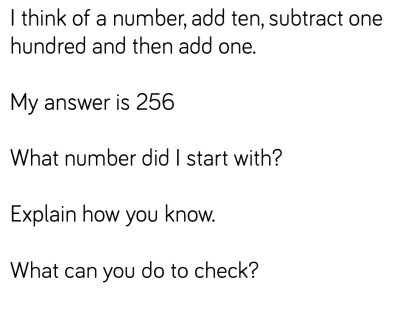 I think of a number, add ten, subtract one
hundred and then add one.
My answer is 256
What number did I start with?
Explain how you know.
What can you do to check?